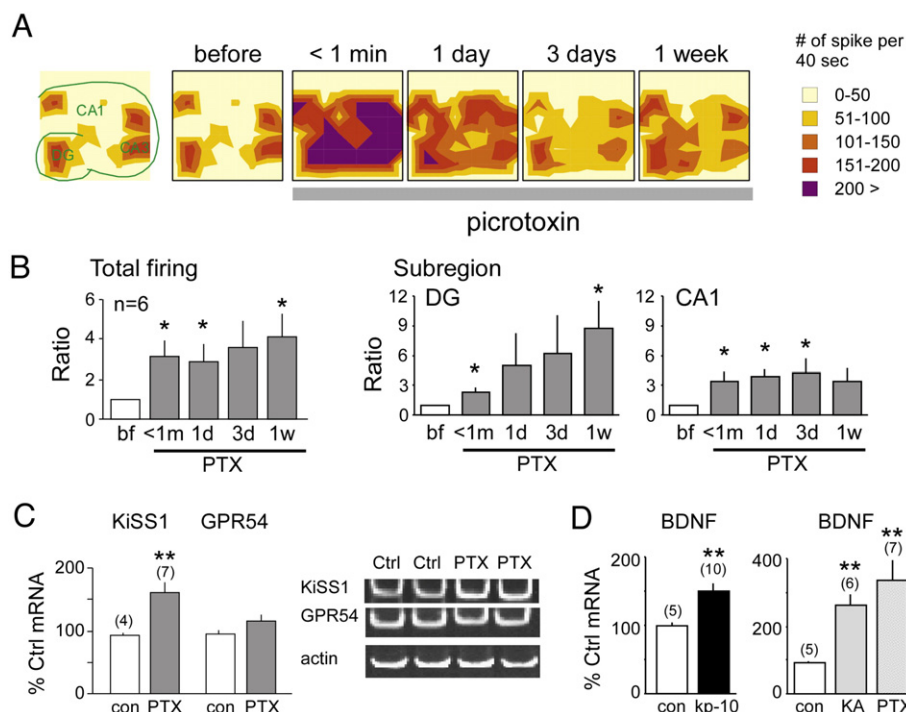 A
before
< 1 min
1 day
3 days
1 week
# of spike per
40 sec
CA1
DG
CA3
0-50
51-100
101-150
151-200
200 >
picrotoxin
B
Total firing
n=6
Ratio
6
4
2
0
*
*
*
bf <1m 1d 3d 1w
PTX
Subregion
DG
Ratio
12
9
6
3
0
*
*
bf <1m 1d 3d 1w
PTX
CA1
12
9
6
3
0
*
*
*
bf <1m 1d 3d 1w
PTX
C
KiSS1
GPR54
% Ctrl mRNA
200
100
0
(4)
**
(7)
con PTX con PTX
Ctrl Ctrl PTX PTX
KiSS1
GPR54
actin
D
BDNF
% Ctrl mRNA
200
100
0
(5)
**
(10)
con kp-10
BDNF
400
200
0
(5)
**
(6)
**
(7)
con KA PTX